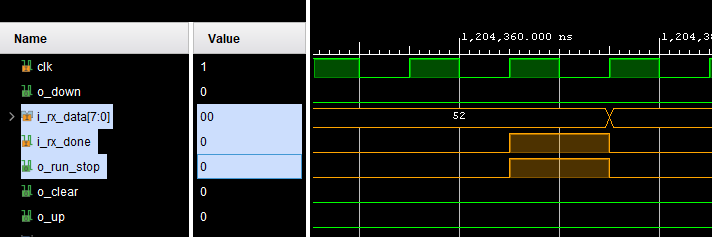 Name Value
1,204,360.000 ns 1,204,38
clk 1
o_down 0
i_rx_data[7:0] 00 52
i_rx_done 0
o_run_stop 0
o_clear 0
o_up 0